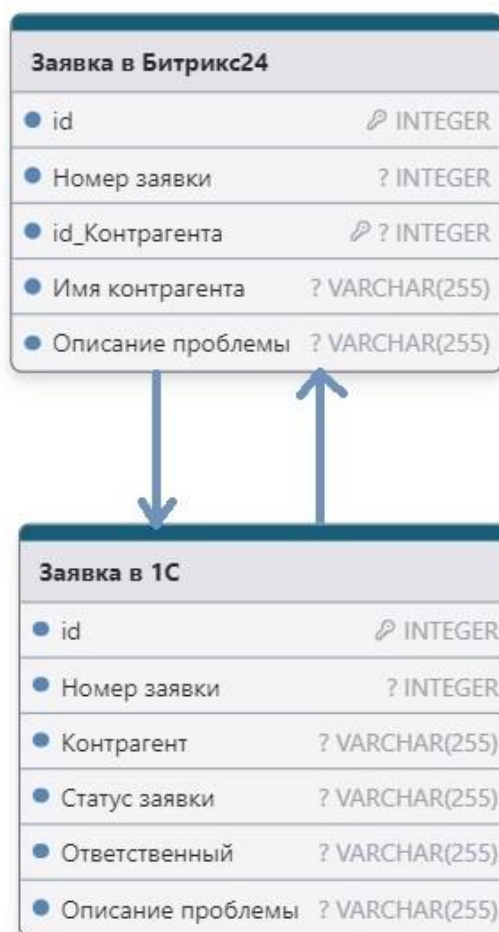 Заявка в Битрикс24
id INTEGER
Номер заявки ? INTEGER
id_Контрагента ? INTEGER
Имя контрагента ? VARCHAR(255)
Описание проблемы ? VARCHAR(255)
Заявка в 1С
id INTEGER
Номер заявки ? INTEGER
Контрагент ? VARCHAR(255)
Статус заявки ? VARCHAR(255)
Ответственный ? VARCHAR(255)
Описание проблемы ? VARCHAR(255)